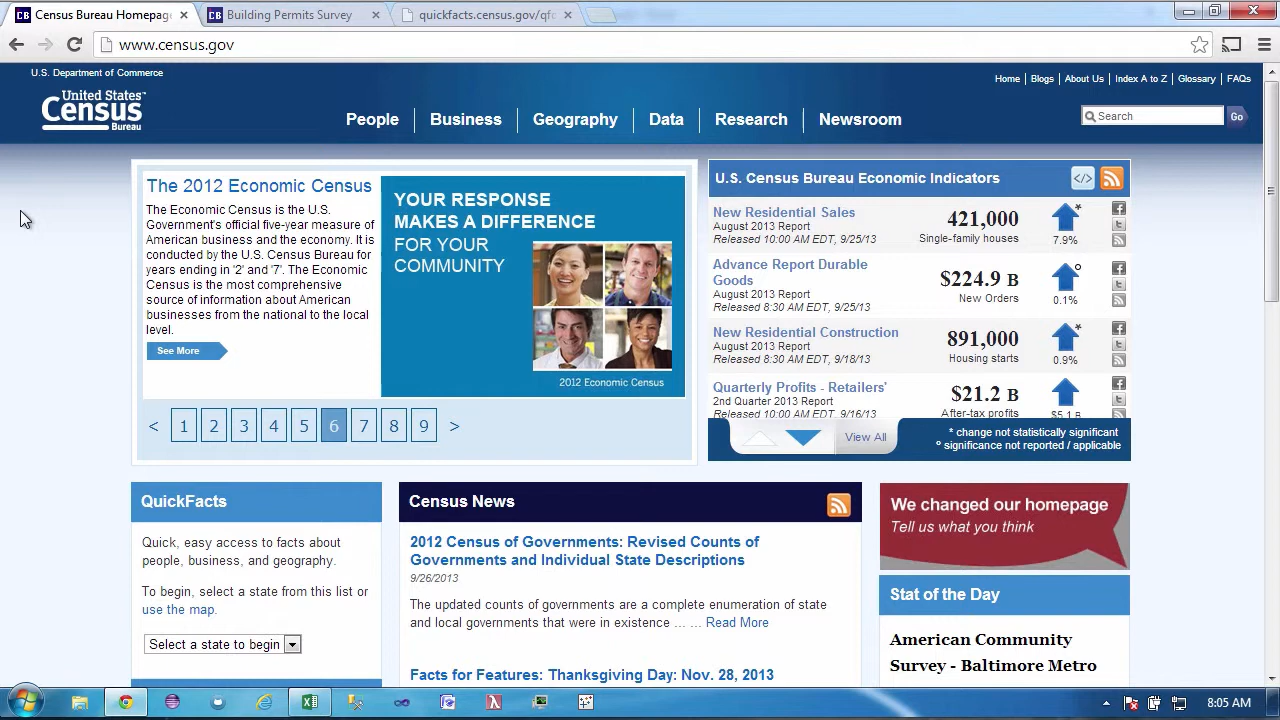 Census Bureau Homepage
Building Permits Survey
quickfacts.census.gov/qfd
www.census.gov
U.S. Department of Commerce
Home | Blogs | About Us | Index A to Z | Glossary | FAQs
United States
Census
Bureau
People
Business
Geography
Data
Research
Newsroom
Search
Go
The 2012 Economic Census
The Economic Census is the U.S.
Government's official five-year measure of
American business and the economy. It is
conducted by the U.S. Census Bureau for
years ending in '2' and '7'. The Economic
Census is the most comprehensive
source of information about American
businesses from the national to the local
level.
See More
YOUR RESPONSE
MAKES A DIFFERENCE
FOR YOUR
COMMUNITY
2012 Economic Census
< 1 2 3 4 5 6 7 8 9 >
U.S. Census Bureau Economic Indicators
</>
New Residential Sales
August 2013 Report
Released 10:00 AM EDT, 9/25/13
421,000
Single-family houses
*
7.9%
Advance Report Durable
Goods
August 2013 Report
Released 8:30 AM EDT, 9/25/13
$224.9 B
New Orders
o
0.1%
New Residential Construction
August 2013 Report
Released 8:30 AM EDT, 9/18/13
891,000
Housing starts
*
0.9%
Quarterly Profits - Retailers'
2nd Quarter 2013 Report
Released 10:00 AM EDT, 9/16/13
$21.2 B
After-tax profits
$5.1 B
View All
* change not statistically significant
o significance not reported / applicable
QuickFacts
Quick, easy access to facts about
people, business, and geography.
To begin, select a state from this list or
use the map.
Select a state to begin
Census News
2012 Census of Governments: Revised Counts of
Governments and Individual State Descriptions
9/26/2013
The updated counts of governments are a complete enumeration of state
and local governments that were in existence ... ... Read More
Facts for Features: Thanksgiving Day: Nov. 28, 2013
We changed our homepage
Tell us what you think
Stat of the Day
American Community
Survey - Baltimore Metro
8:05 AM